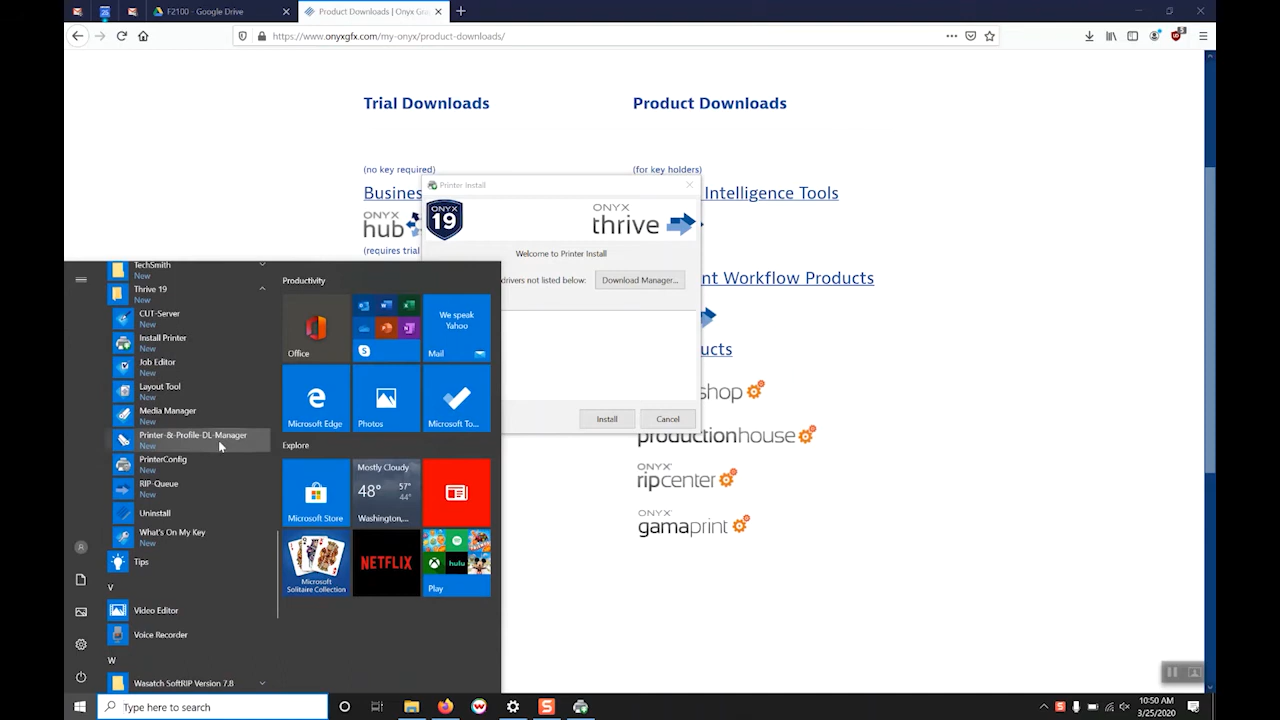 F2100 - Google Drive
Product Downloads | Onyx Gra
https://www.onyxgfx.com/my-onyx/product-downloads/
Trial Downloads
Product Downloads
(no key required)
(for key holders)
Busines
Intelligence Tools
ONYX
hub
(requires trial
nt Workflow Products
ucts
shop
productionhouse
ONYX
ripcenter
ONYX
gamaprint
Printer Install
ONYX
19
ONYX
thrive
Welcome to Printer Install
drivers not listed below:
Download Manager...
Install
Cancel
TechSmith
New
Thrive 19
New
CUT-Server
New
Install Printer
New
Job Editor
New
Layout Tool
New
Media Manager
New
Printer-&-Profile-DL-Manager
New
PrinterConfig
New
RIP-Queue
New
Uninstall
What's On My Key
New
Tips
V
Video Editor
Voice Recorder
W
Wasatch SoftRIP Version 7.8
Productivity
Office
We speak
Yahoo
Mail
Microsoft Edge
Photos
Microsoft To...
Explore
Microsoft Store
Mostly Cloudy
48°
57°
44°
Washington,...
Microsoft
Solitaire Collection
NETFLIX
hulu
Play
Type here to search
10:50 AM
3/25/2020